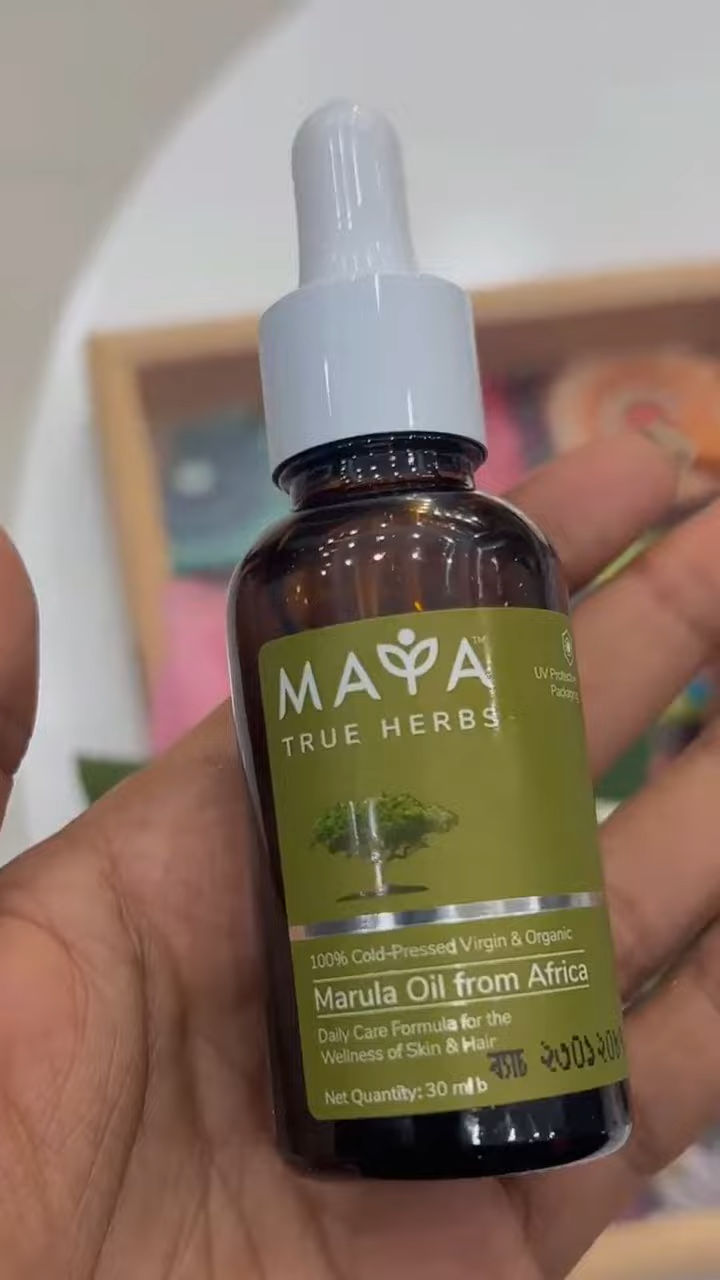 MAYA™
TRUE HERBS
UV Protective
Packaging
100% Cold-Pressed Virgin & Organic
Marula Oil from Africa
Daily Care Formula for the
Wellness of Skin & Hair
Net Quantity: 30 ml
ব্যাচ